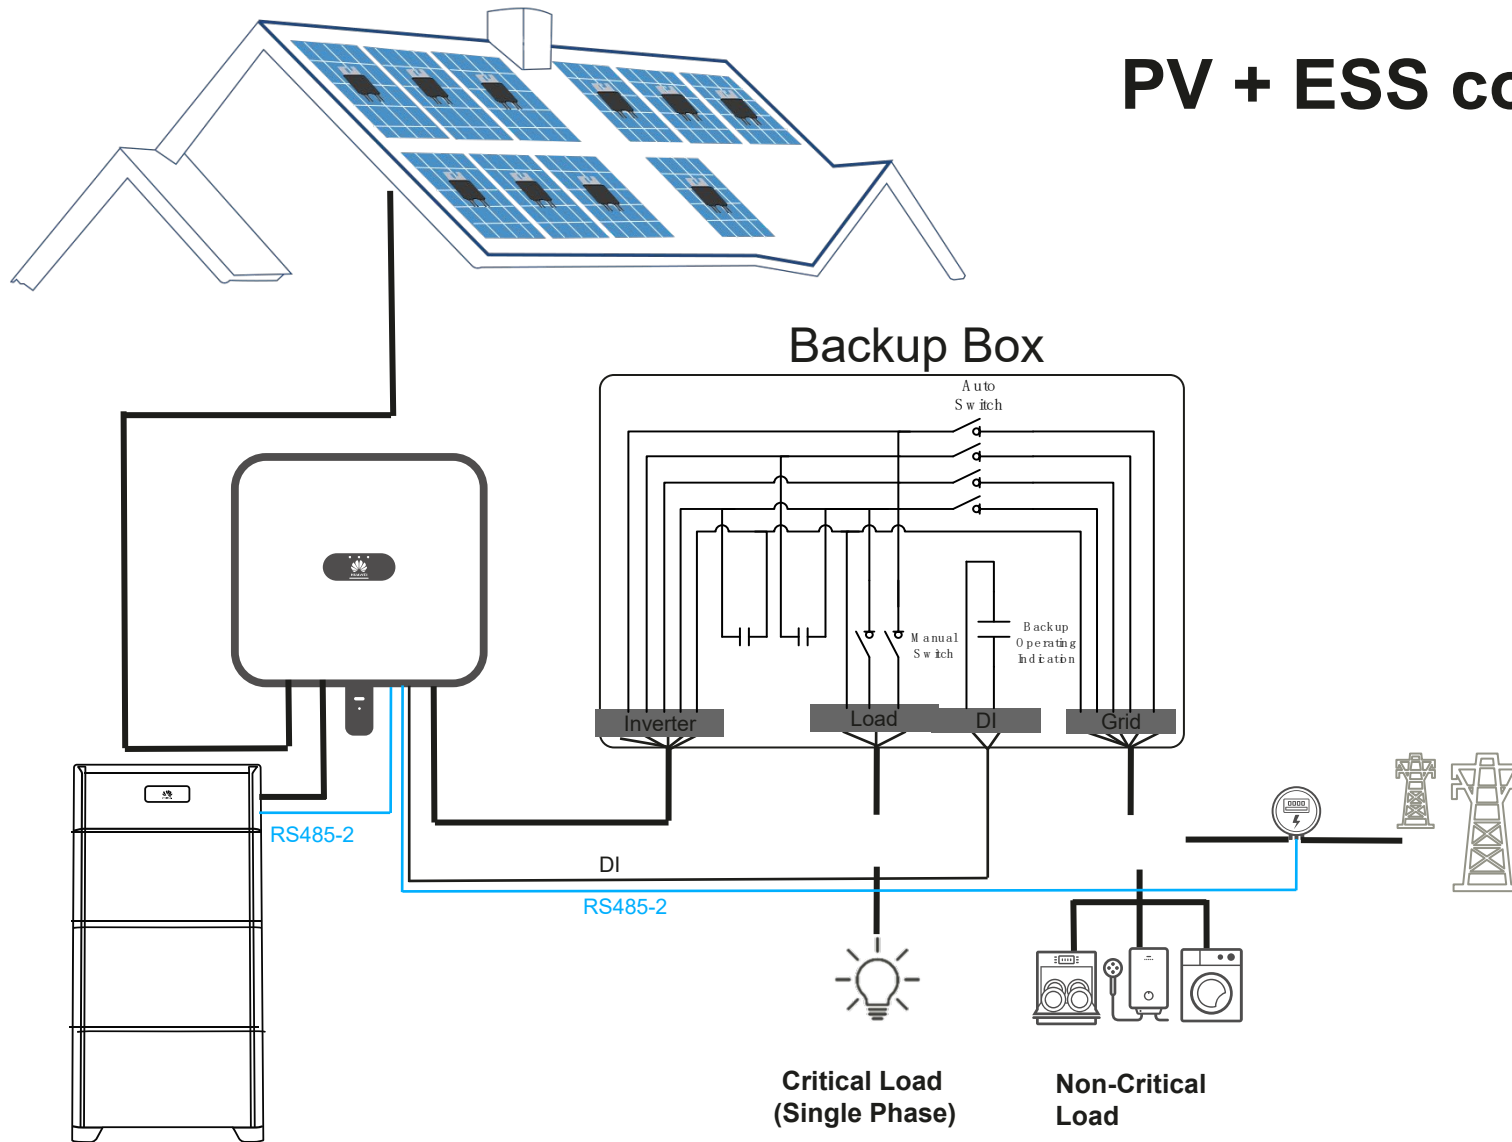 PV + ESS co
Backup Box
Auto
Switch
Manual
Switch
Backup
Operating
Indication
Inverter
Load
DI
Grid
RS485-2
DI
RS485-2
Critical Load
(Single Phase)
Non-Critical
Load